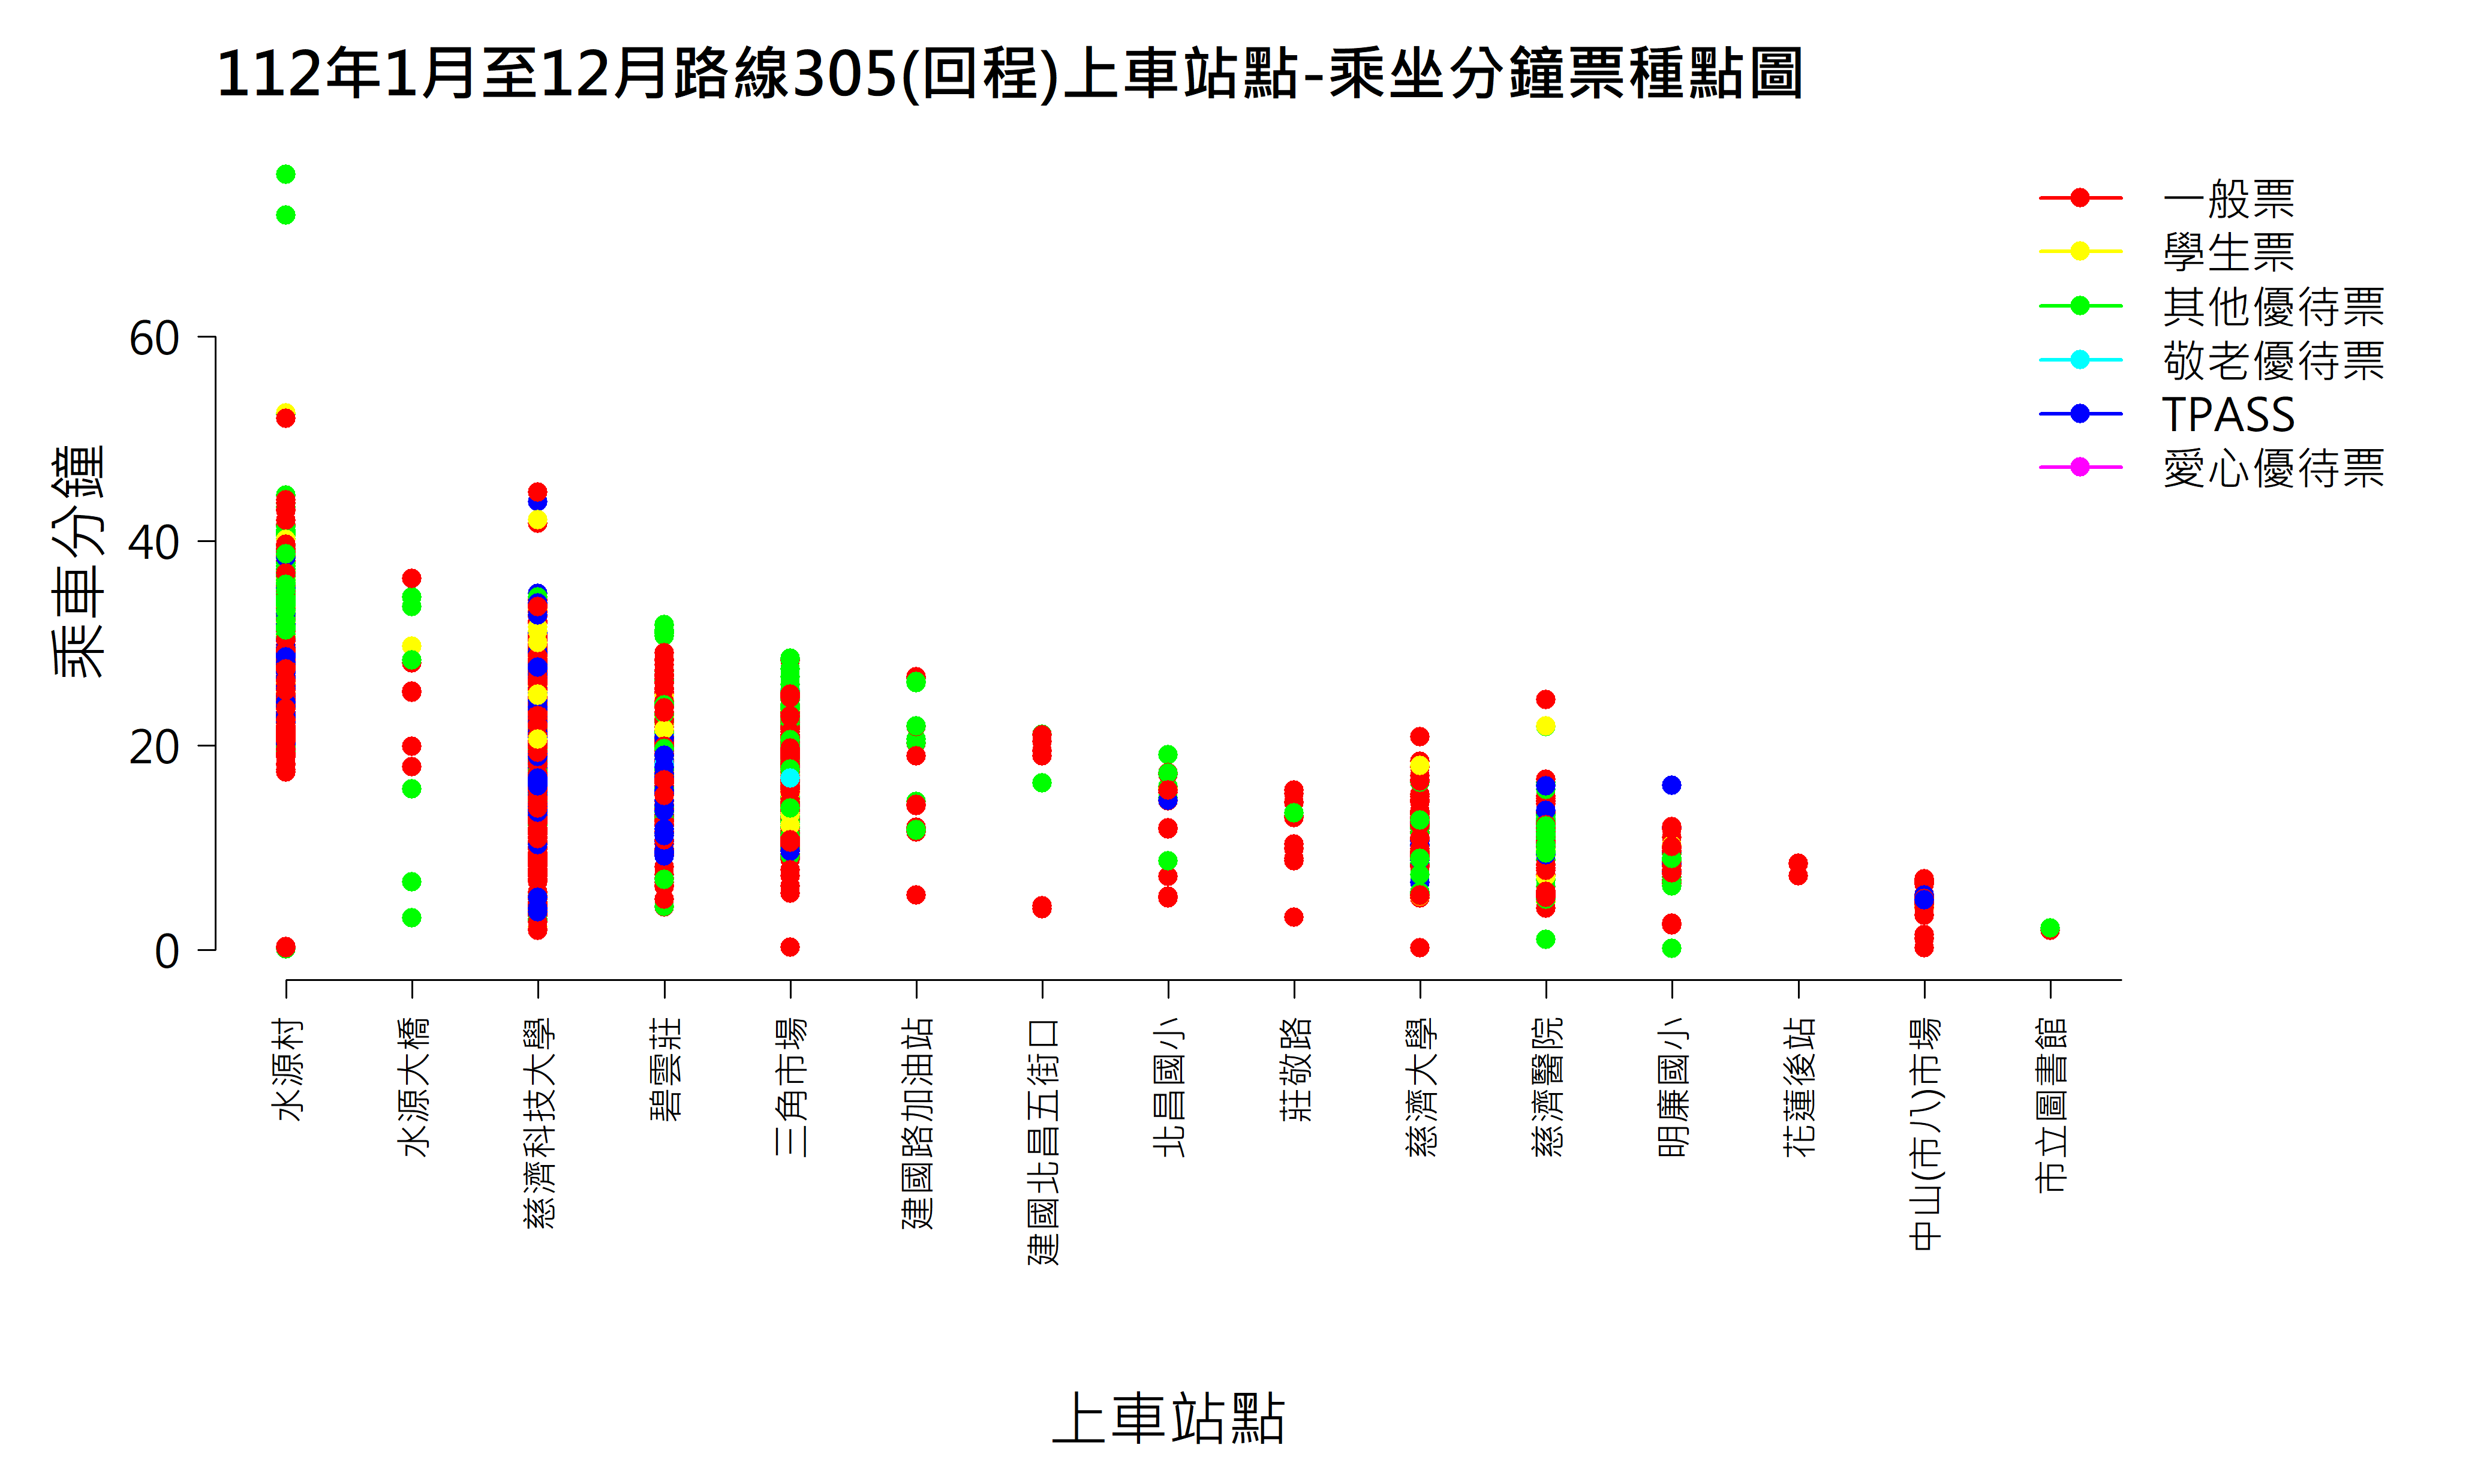 112年1月至12月路線305(回程)上車站點-乘坐分鐘票種點圖
一般票
學生票
其他優待票
敬老優待票
TPASS
愛心優待票
乘車分鐘
60
40
20
0
水源村
水源大橋
慈濟科技大學
碧雲莊
三角市場
建國路加油站
建國北昌五街口
北昌國小
莊敬路
慈濟大學
慈濟醫院
明廉國小
花蓮後站
中山(市八)市場
市立圖書館
上車站點